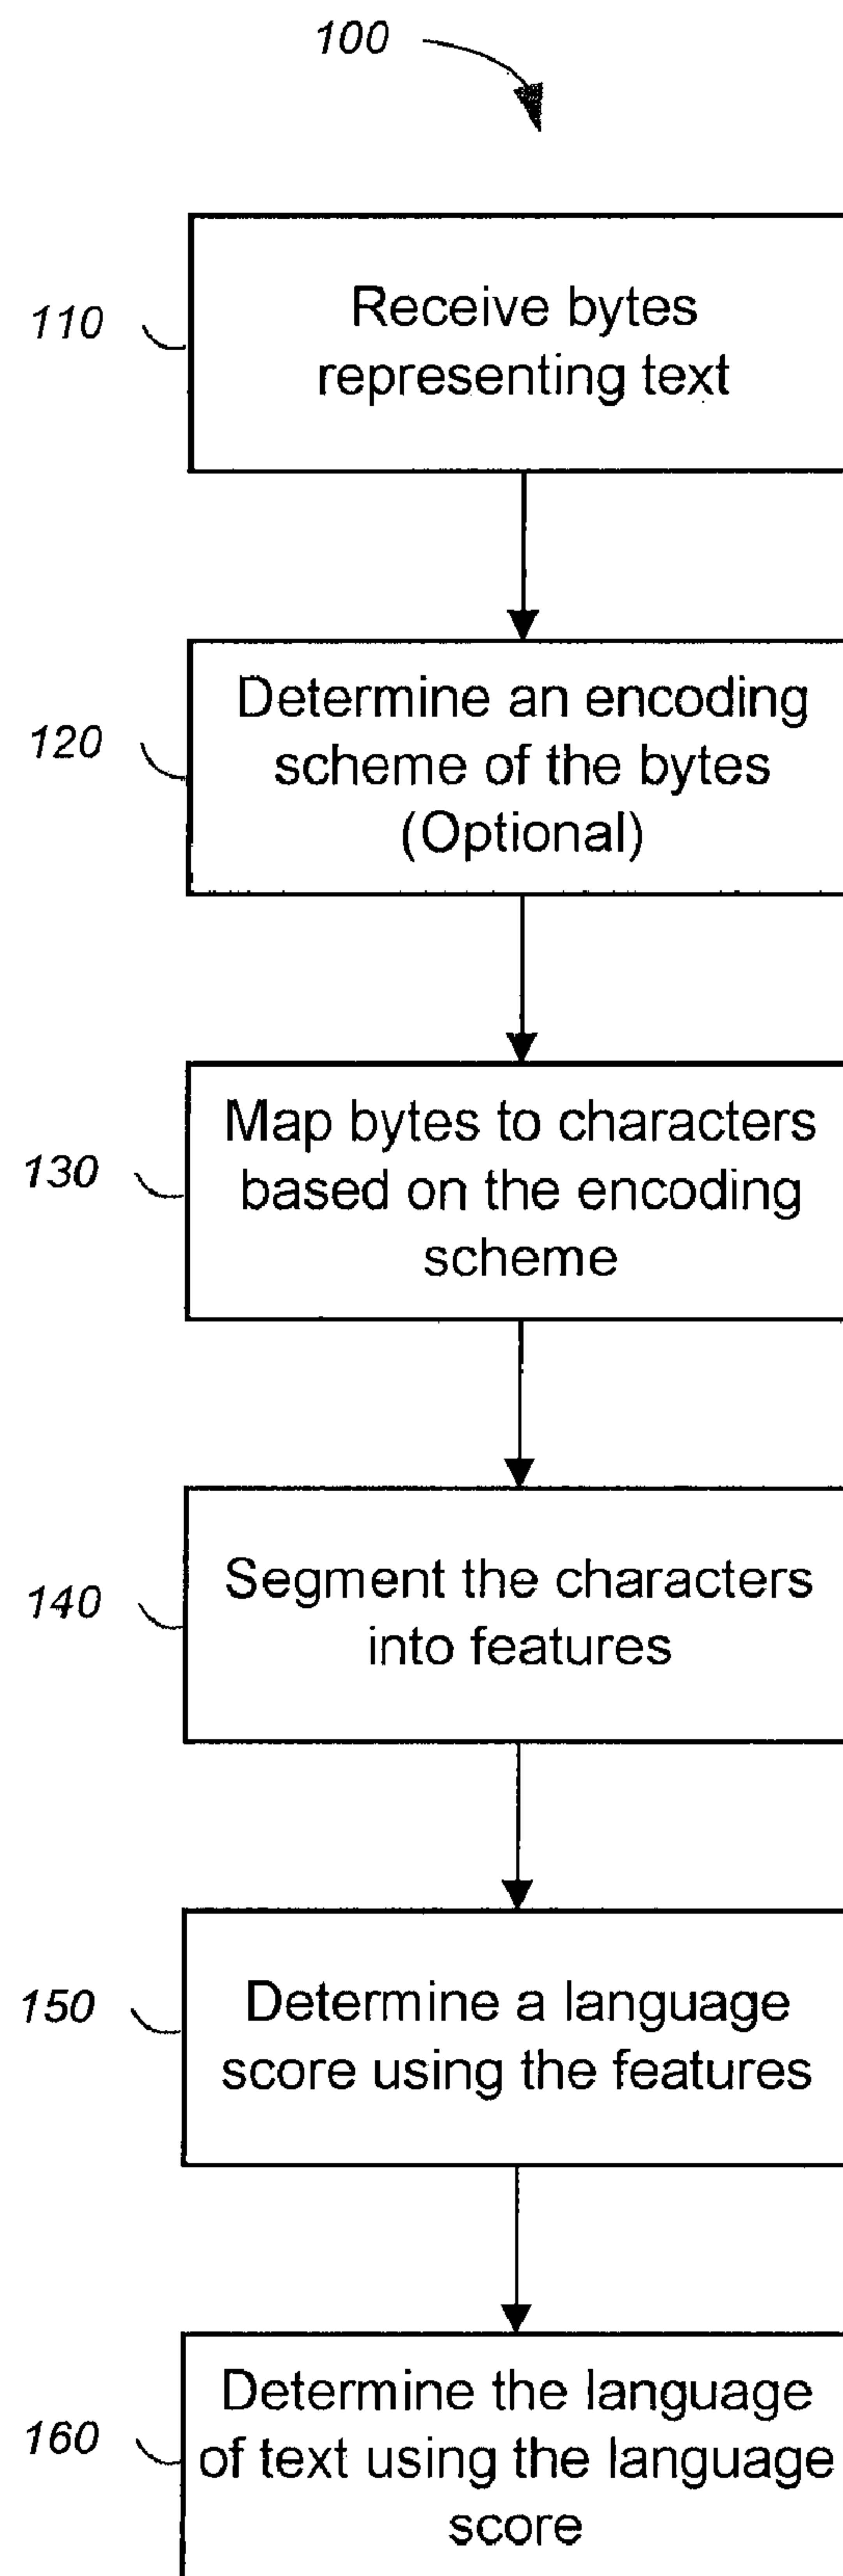 100
110
Receive bytes
representing text
120
Determine an encoding
scheme of the bytes
(Optional)
130
Map bytes to characters
based on the encoding
scheme
140
Segment the characters
into features
150
Determine a language
score using the features
160
Determine the language
of text using the language
score